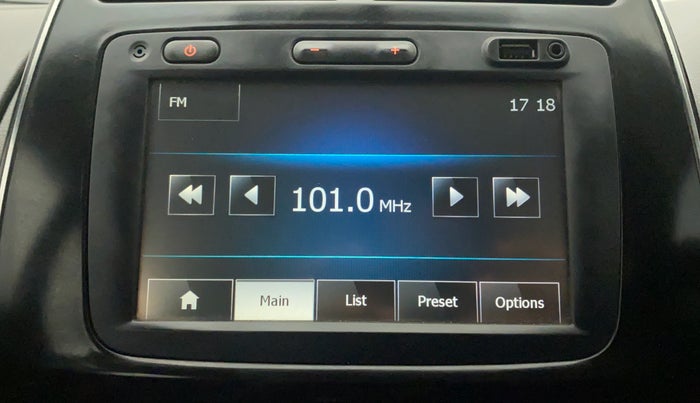 FM
17 18
101.0 MHz
Main List Preset Options